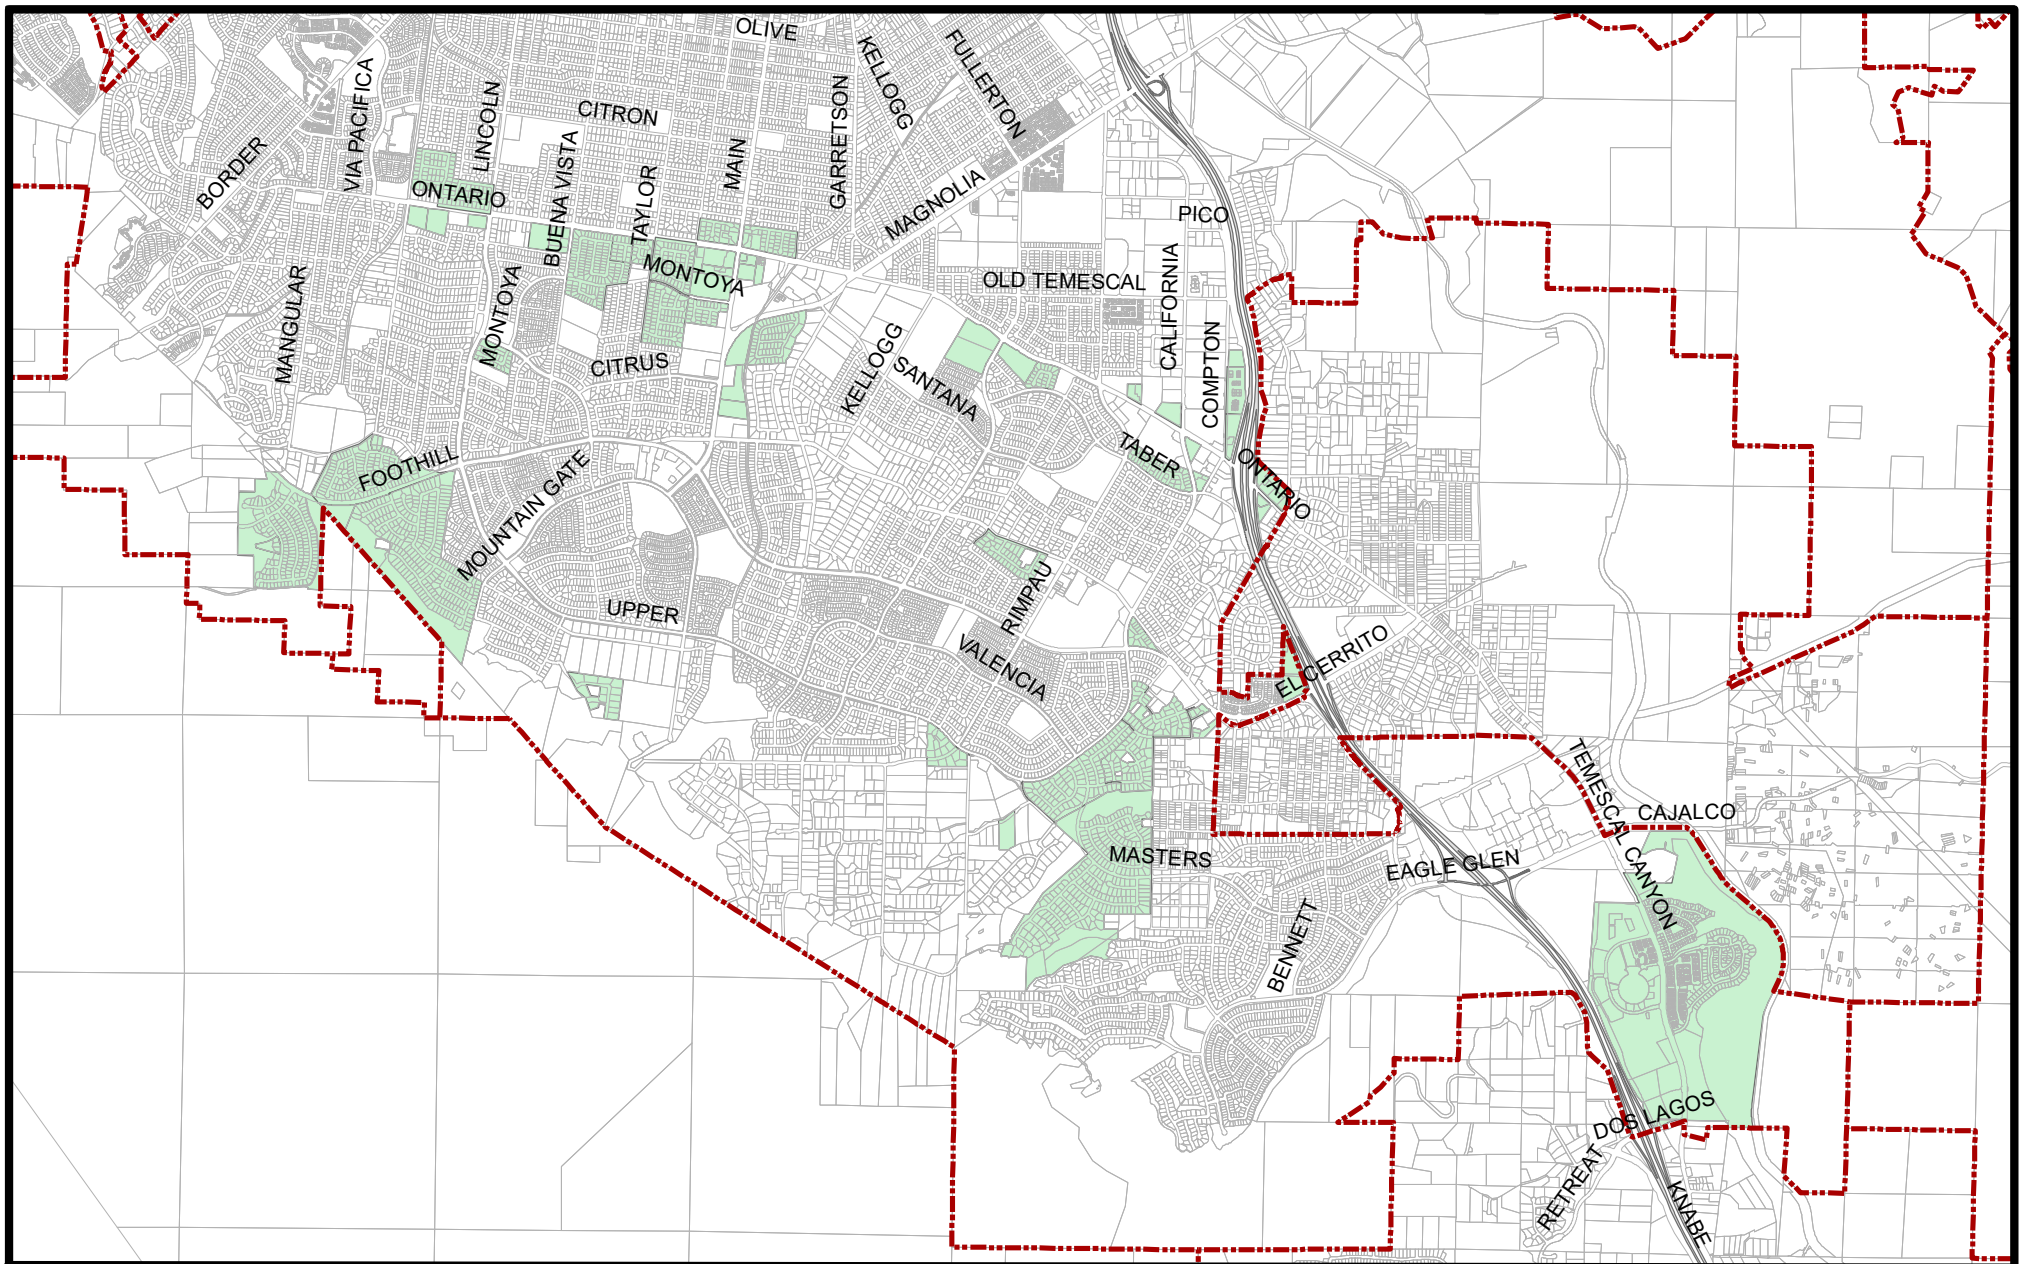 OLIVE
KELLOGG
FULLERTON
VIA PACIFICA
LINCOLN
CITRON
GARRETSON
BORDER
BUENA VISTA
MAIN
TAYLOR
ONTARIO
MAGNOLIA
PICO
MONTOYA
OLD TEMESCAL
CALIFORNIA
MANGULAR
MONTOYA
CITRUS
KELLOGG
SANTANA
COMPTON
FOOTHILL
TABER
ONTARIO
MOUNTAIN GATE
UPPER
RIMPAU
VALENCIA
EL CERRITO
TEMESCAL CANYON
CAJALCO
MASTERS
EAGLE GLEN
BENNETT
DOS LAGOS
RETREAT
KNABE